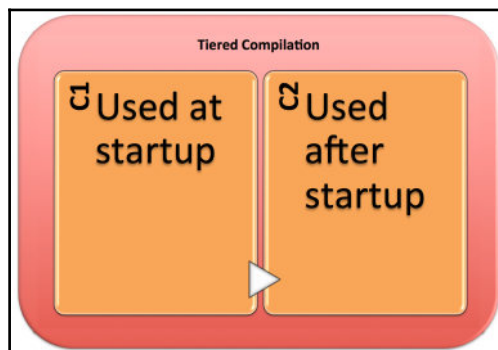 Tiered Compilation
C1
Used at
startup
C2
Used
after
startup